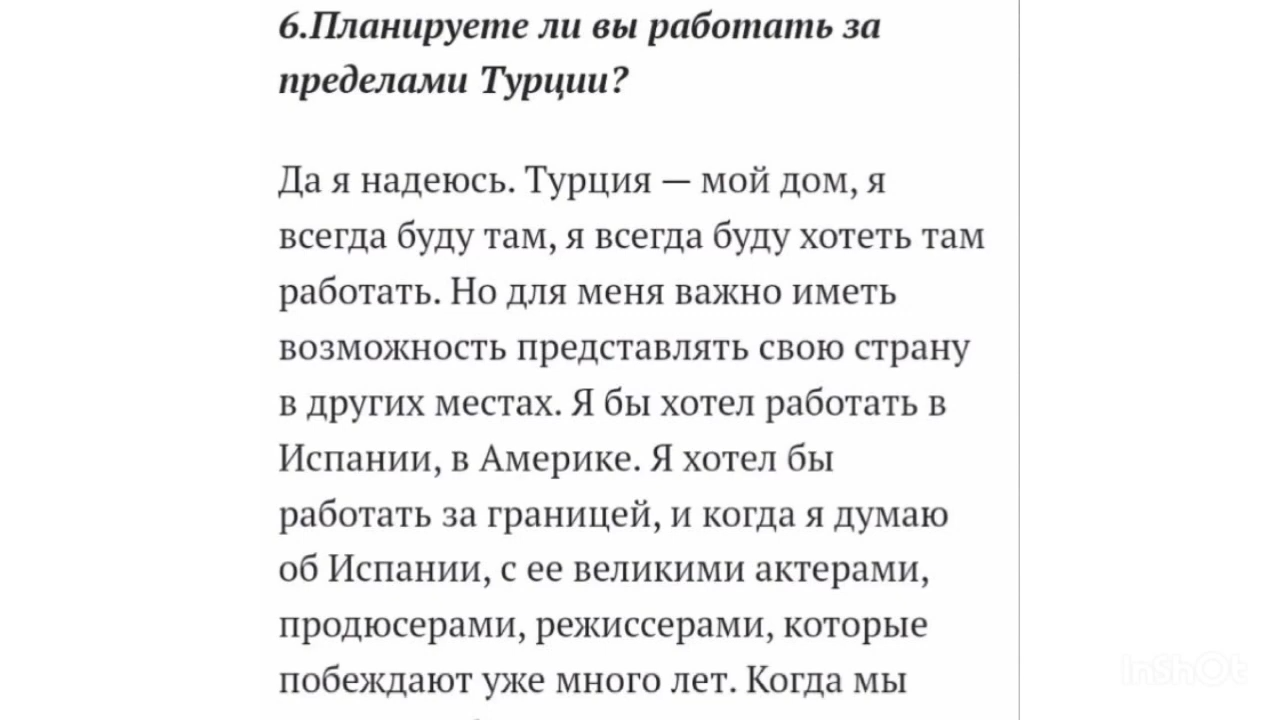 6.Планируете ли вы работать за
пределами Турции?
Да я надеюсь. Турция — мой дом, я
всегда буду там, я всегда буду хотеть там
работать. Но для меня важно иметь
возможность представлять свою страну
в других местах. Я бы хотел работать в
Испании, в Америке. Я хотел бы
работать за границей, и когда я думаю
об Испании, с ее великими актерами,
продюсерами, режиссерами, которые
побеждают уже много лет. Когда мы
InShOt